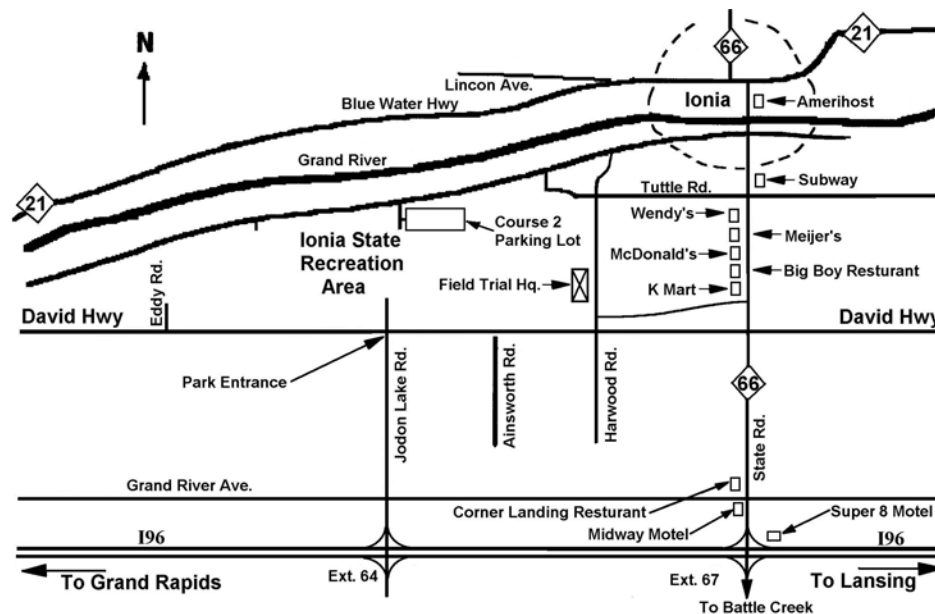 N
66
21
Lincon Ave.
Blue Water Hwy
Ionia
Amerihost
Grand River
Subway
Tuttle Rd.
21
Wendy's
Course 2
Parking Lot
Meijer's
Ionia State
Recreation
Area
McDonald's
Field Trial Hq.
Big Boy Resturant
K Mart
Eddy Rd.
David Hwy
David Hwy
Park Entrance
Jodon Lake Rd.
Ainsworth Rd.
Harwood Rd.
66
State Rd.
Grand River Ave.
Corner Landing Resturant
Super 8 Motel
Midway Motel
I96
I96
To Grand Rapids
Ext. 64
Ext. 67
To Lansing
To Battle Creek